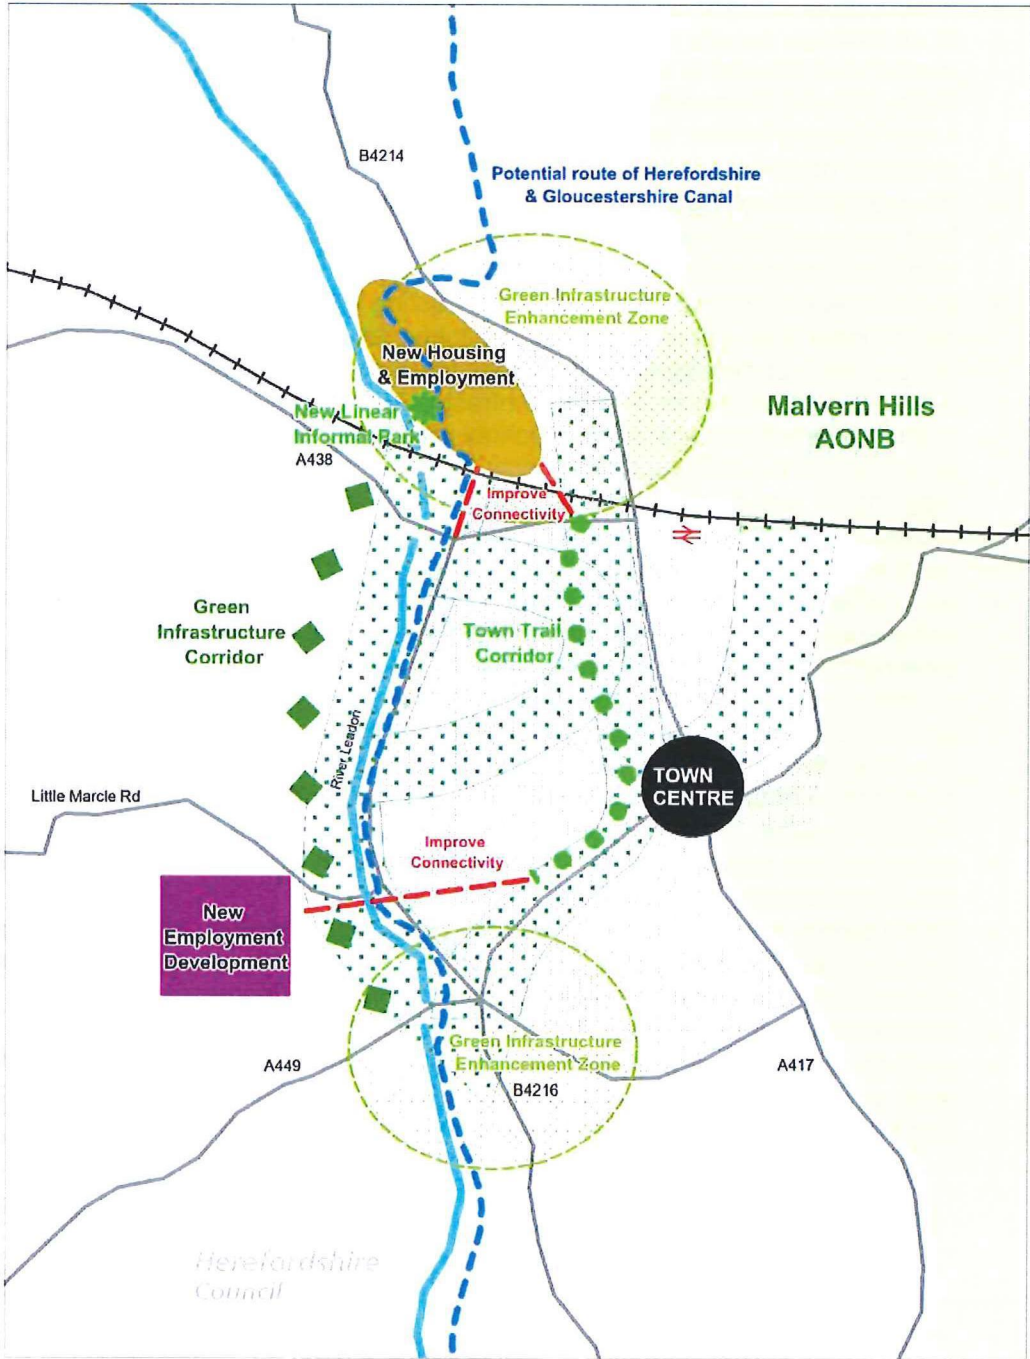 B4214
Potential route of Herefordshire
& Gloucestershire Canal
Green Infrastructure
Enhancement Zone
New Housing
& Employment
Malvern Hills
AONB
New Linear
Informal Park
A438
Improve
Connectivity
Green
Infrastructure
Corridor
Town Trail
Corridor
River Leadon
TOWN
CENTRE
Little Marcle Rd
Improve
Connectivity
New
Employment
Development
Green Infrastructure
Enhancement Zone
A449
B4216
A417
Herefordshire
Council